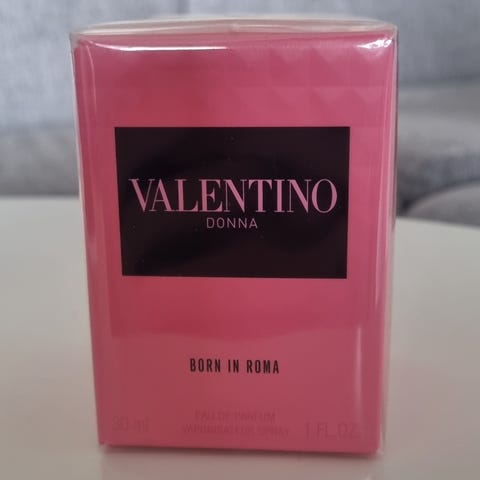 VALENTINO
DONNA
BORN IN ROMA
EAU DE PARFUM
30 ml VAPORISATEUR SPRAY 1 FL.OZ.